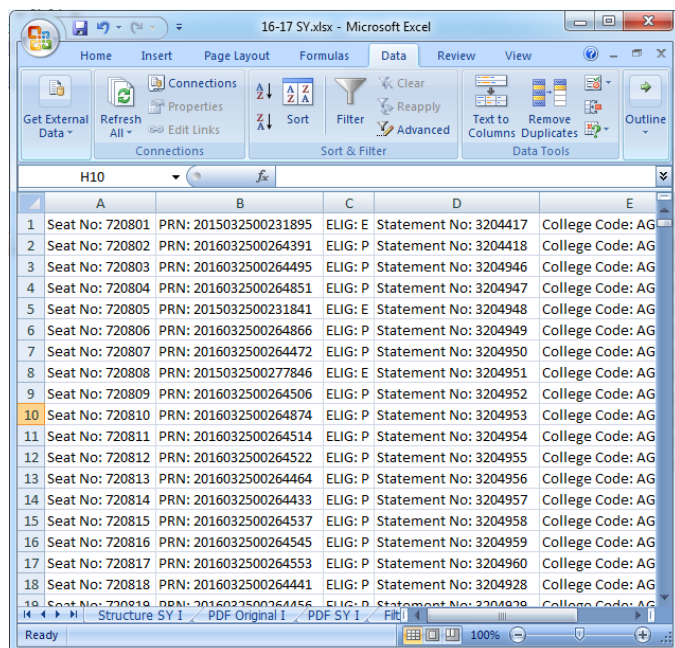 16-17 SY.xlsx - Microsoft Excel
Home Insert Page Layout Formulas Data Review View
Get External Data
Refresh All
Connections
Properties
Edit Links
Connections
Sort
Filter
Clear
Reapply
Advanced
Sort & Filter
Text to Columns
Remove Duplicates
Data Tools
Outline
H10 fx
A B C D E
1 Seat No: 720801 PRN: 2015032500231895 ELIG: E Statement No: 3204417 College Code: AG
2 Seat No: 720802 PRN: 2016032500264391 ELIG: P Statement No: 3204418 College Code: AG
3 Seat No: 720803 PRN: 2016032500264495 ELIG: P Statement No: 3204946 College Code: AG
4 Seat No: 720804 PRN: 2016032500264851 ELIG: P Statement No: 3204947 College Code: AG
5 Seat No: 720805 PRN: 2015032500231841 ELIG: E Statement No: 3204948 College Code: AG
6 Seat No: 720806 PRN: 2016032500264866 ELIG: P Statement No: 3204949 College Code: AG
7 Seat No: 720807 PRN: 2016032500264472 ELIG: P Statement No: 3204950 College Code: AG
8 Seat No: 720808 PRN: 2015032500277846 ELIG: E Statement No: 3204951 College Code: AG
9 Seat No: 720809 PRN: 2016032500264506 ELIG: P Statement No: 3204952 College Code: AG
10 Seat No: 720810 PRN: 2016032500264874 ELIG: P Statement No: 3204953 College Code: AG
11 Seat No: 720811 PRN: 2016032500264514 ELIG: P Statement No: 3204954 College Code: AG
12 Seat No: 720812 PRN: 2016032500264522 ELIG: P Statement No: 3204955 College Code: AG
13 Seat No: 720813 PRN: 2016032500264464 ELIG: P Statement No: 3204956 College Code: AG
14 Seat No: 720814 PRN: 2016032500264433 ELIG: P Statement No: 3204957 College Code: AG
15 Seat No: 720815 PRN: 2016032500264537 ELIG: P Statement No: 3204958 College Code: AG
16 Seat No: 720816 PRN: 2016032500264545 ELIG: P Statement No: 3204959 College Code: AG
17 Seat No: 720817 PRN: 2016032500264553 ELIG: P Statement No: 3204960 College Code: AG
18 Seat No: 720818 PRN: 2016032500264441 ELIG: P Statement No: 3204928 College Code: AG
19 Seat No: 720819 PRN: 2016032500264456 ELIG: P Statement No: 3204929 College Code: AG
Structure SY I PDF Original I PDF SY I Filt
Ready 100%